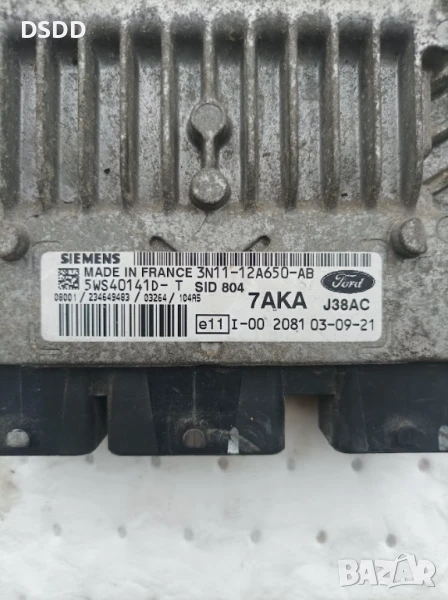 DSDD
SIEMENS
MADE IN FRANCE 3N11-12A650-AB
5WS40141D- T SID 804
D8001 / 234649483 / 03264 / 104A5
7AKA J38AC
Ford
e11 I-00 2081 03-09-21
BAZAR